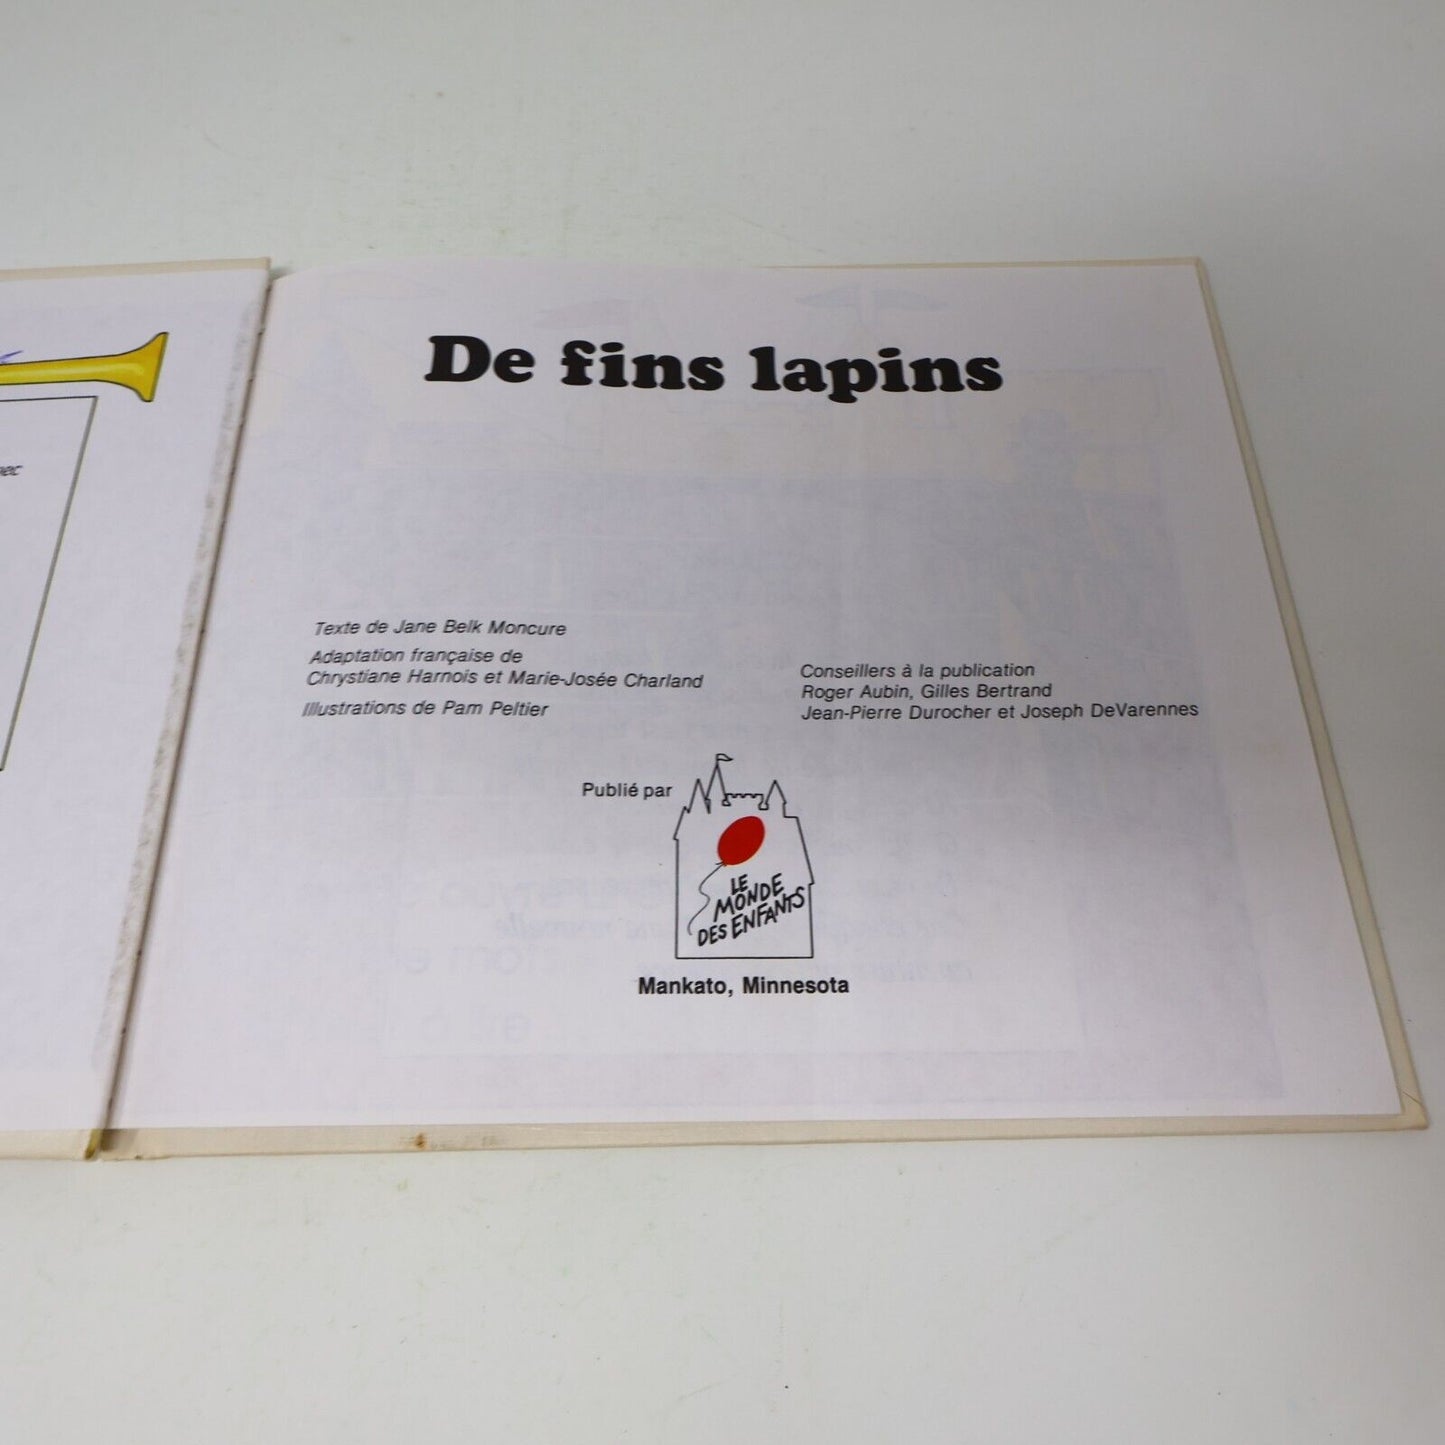 De fins lapins
Texte de Jane Belk Moncure
Adaptation française de
Chrystiane Harnois et Marie-Josée Charland
Illustrations de Pam Peltier
Conseillers à la publication
Roger Aubin, Gilles Bertrand
Jean-Pierre Durocher et Joseph DeVarennes
Publié par
LE
MONDE
DES ENFANTS
Mankato, Minnesota